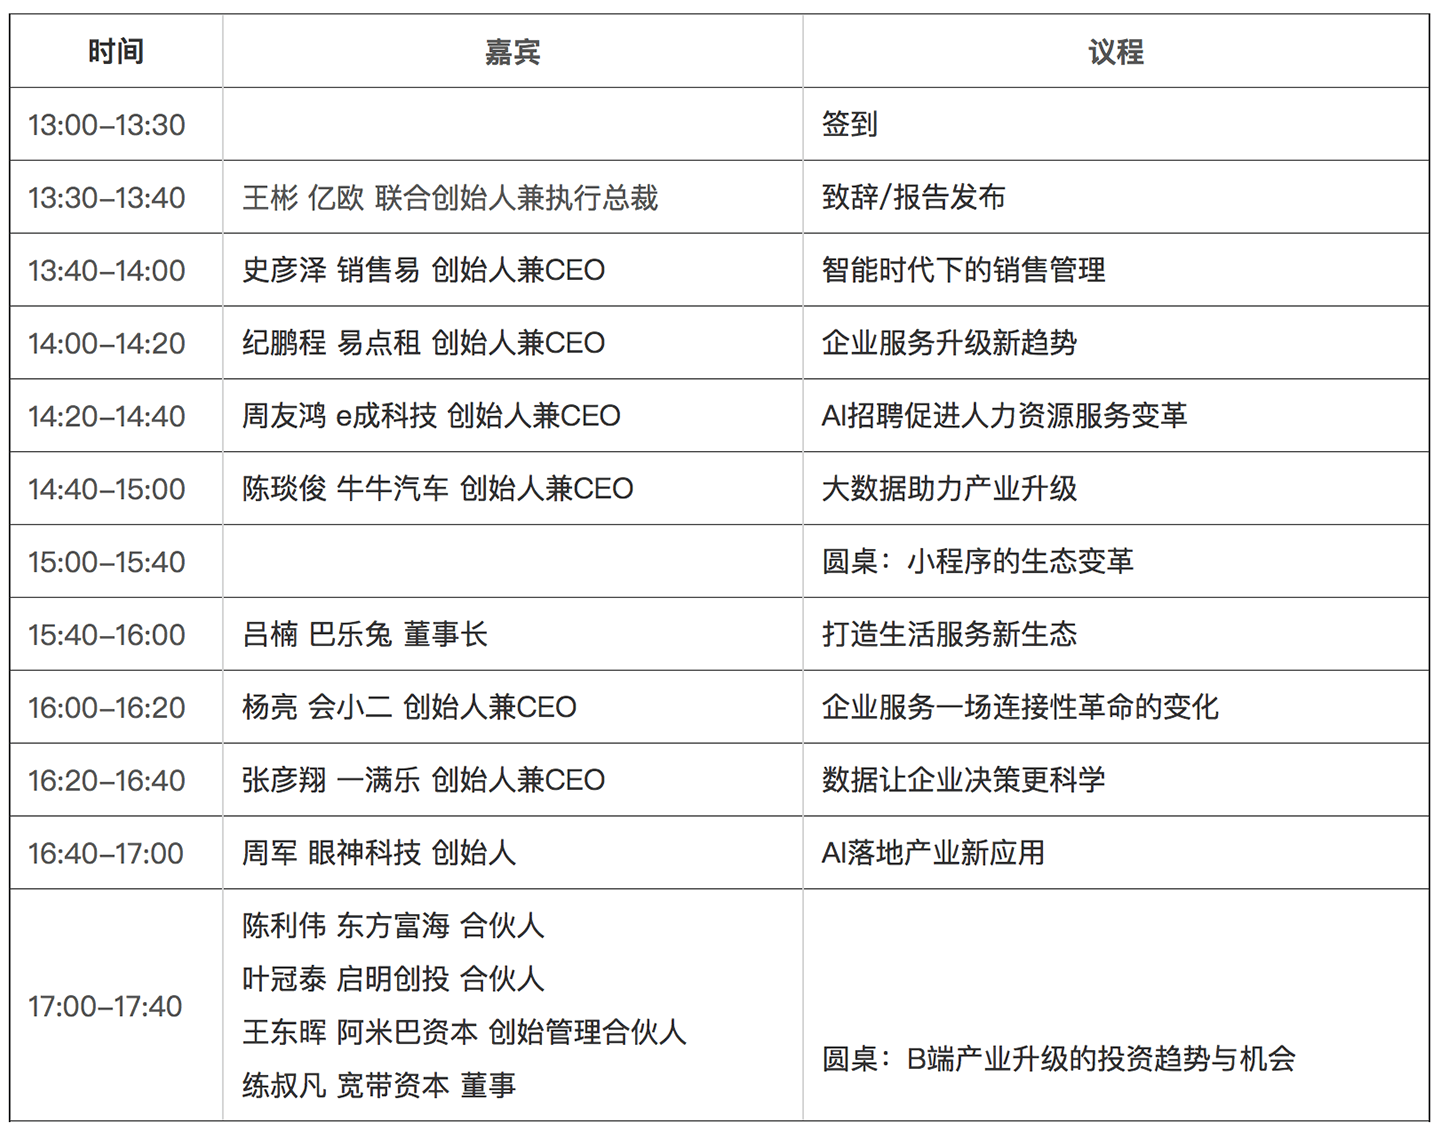 时间 嘉宾 议程
13:00-13:30 签到
13:30-13:40 王彬 亿欧 联合创始人兼执行总裁 致辞/报告发布
13:40-14:00 史彦泽 销售易 创始人兼CEO 智能时代下的销售管理
14:00-14:20 纪鹏程 易点租 创始人兼CEO 企业服务升级新趋势
14:20-14:40 周友鸿 e成科技 创始人兼CEO AI招聘促进人力资源服务变革
14:40-15:00 陈琰俊 牛牛汽车 创始人兼CEO 大数据助力产业升级
15:00-15:40 圆桌：小程序的生态变革
15:40-16:00 吕楠 巴乐兔 董事长 打造生活服务新生态
16:00-16:20 杨亮 会小二 创始人兼CEO 企业服务一场连接性革命的变化
16:20-16:40 张彦翔 一满乐 创始人兼CEO 数据让企业决策更科学
16:40-17:00 周军 眼神科技 创始人 AI落地产业新应用
17:00-17:40
陈利伟 东方富海 合伙人
叶冠泰 启明创投 合伙人
王东晖 阿米巴资本 创始管理合伙人
练叔凡 宽带资本 董事
圆桌：B端产业升级的投资趋势与机会